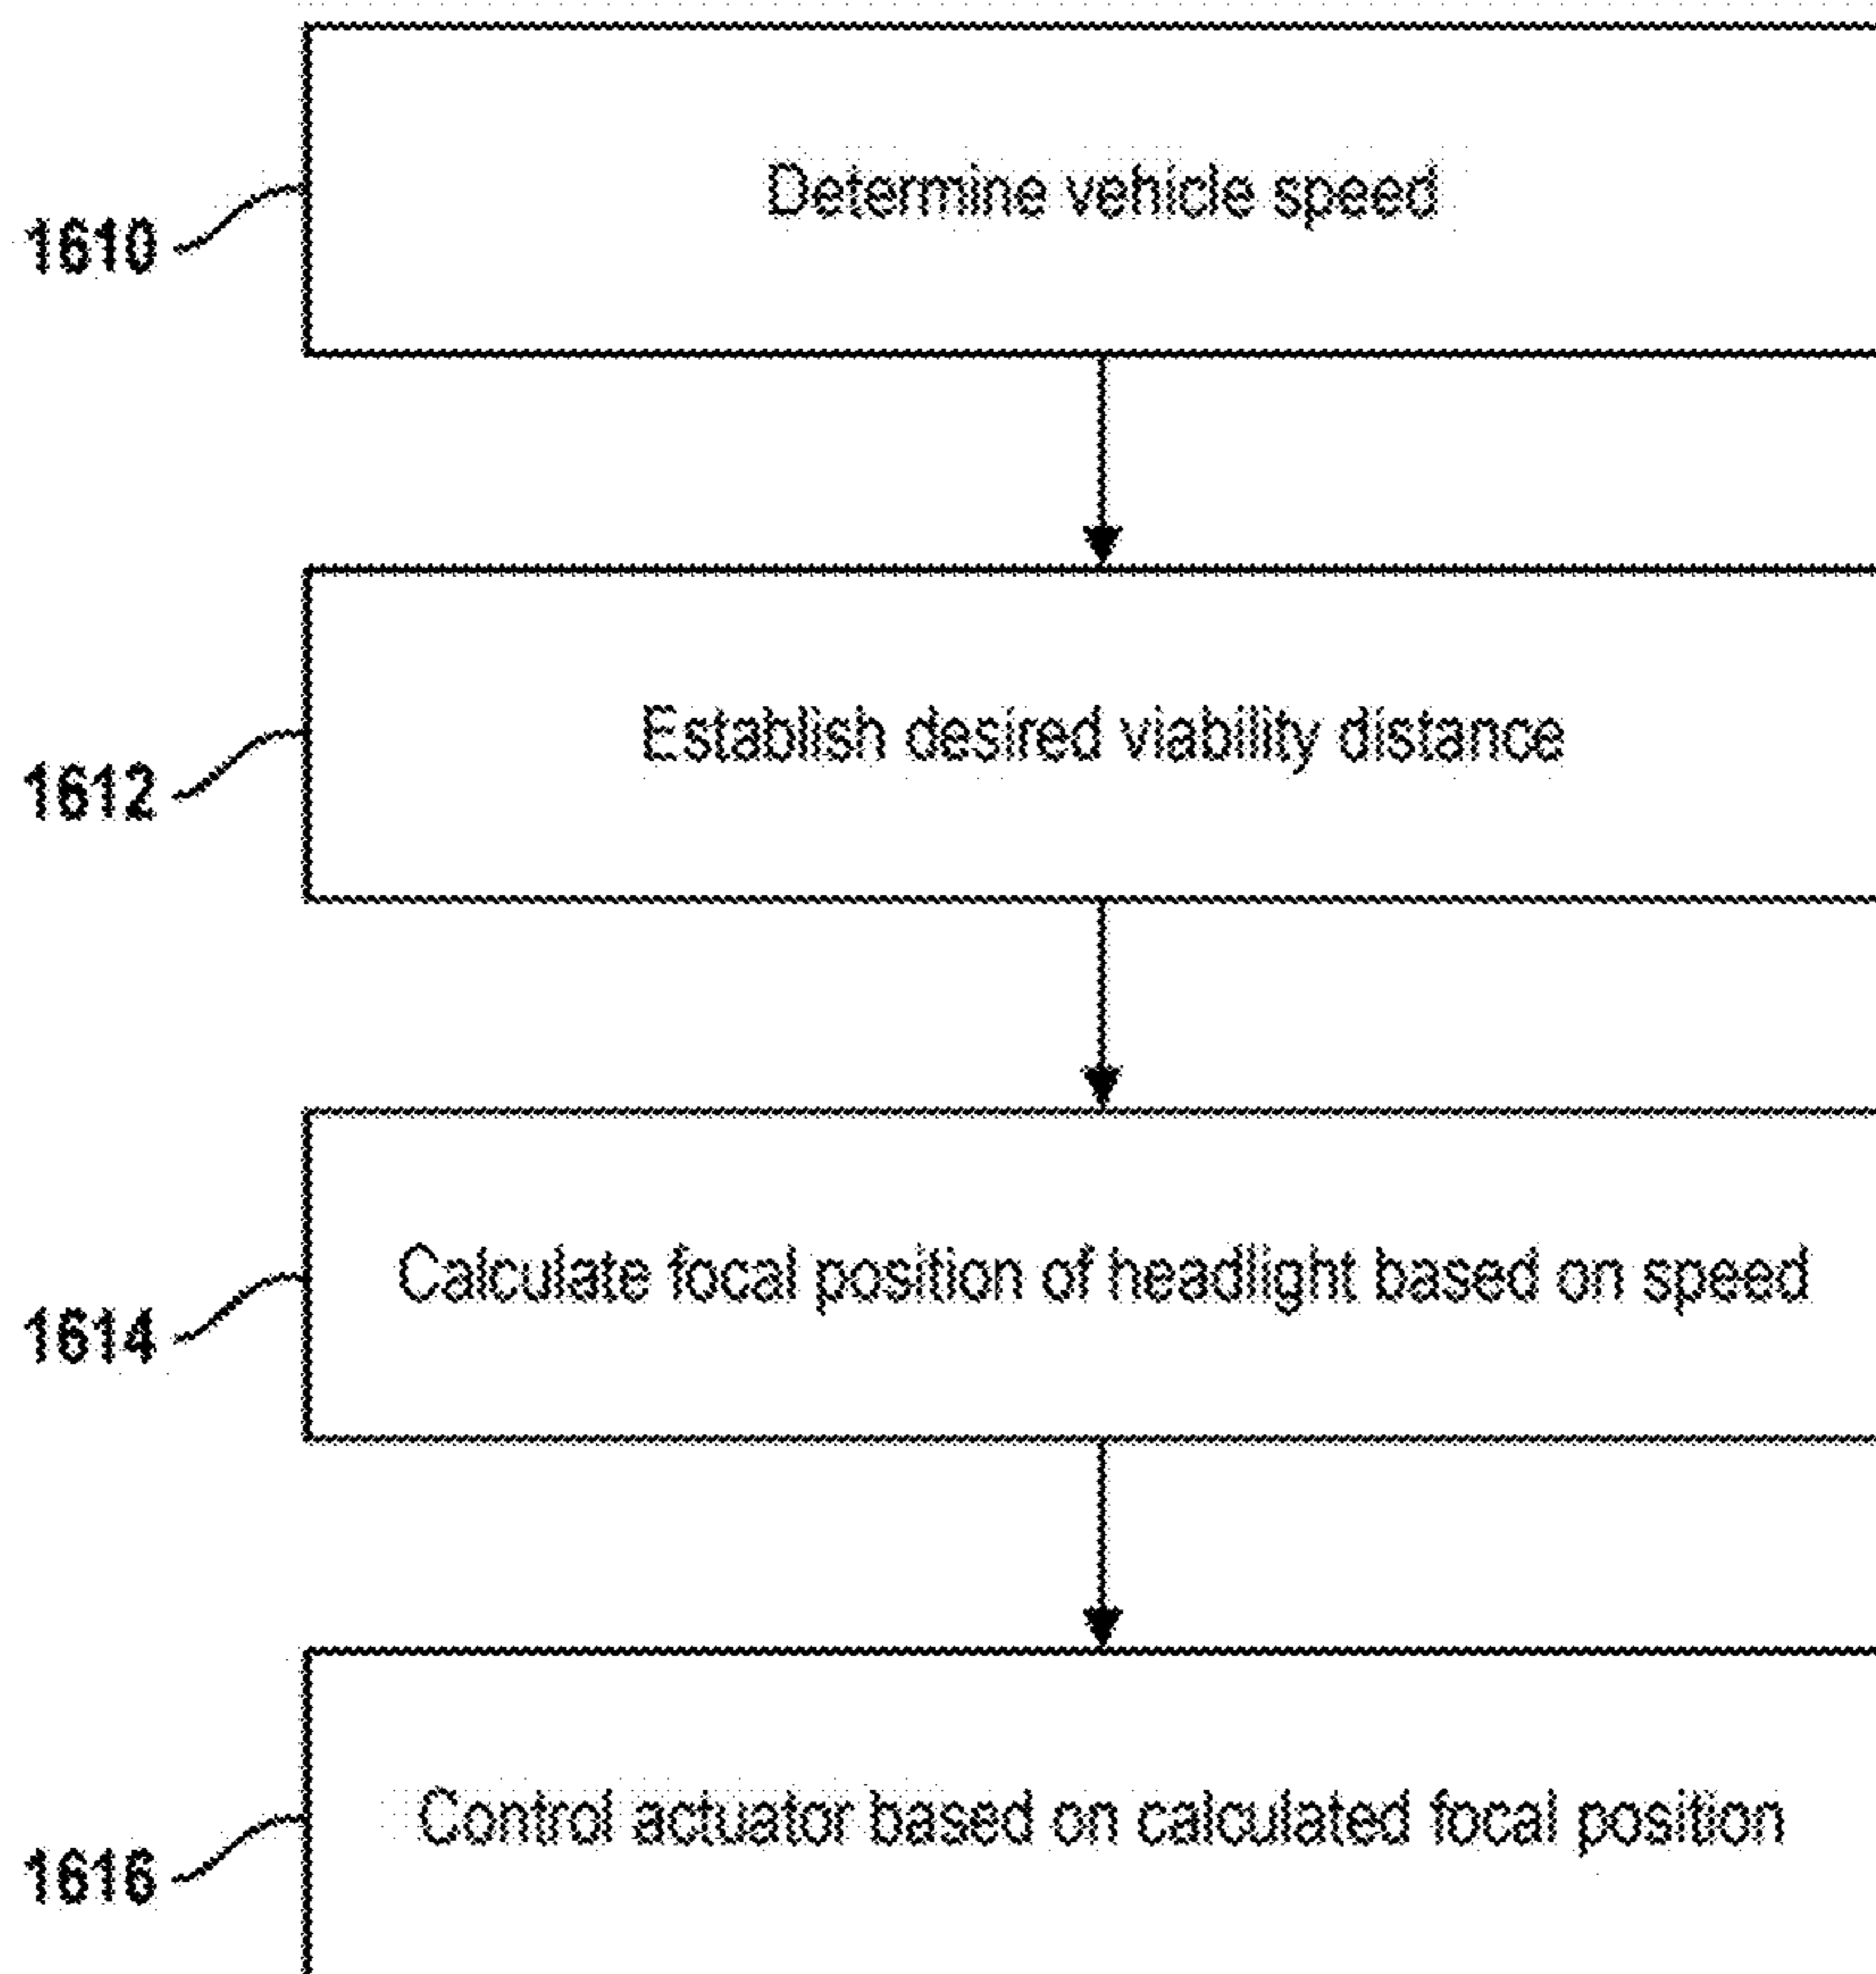 Determine vehicle speed
1610
Establish desired viability distance
1612
Calculate focal position of headlight based on speed
1614
Control actuator based on calculated focal position
1616